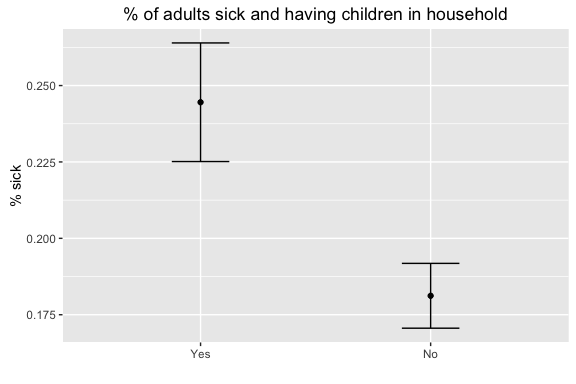 % of adults sick and having children in household
0.250
0.225
0.200
0.175
% sick
Yes
No